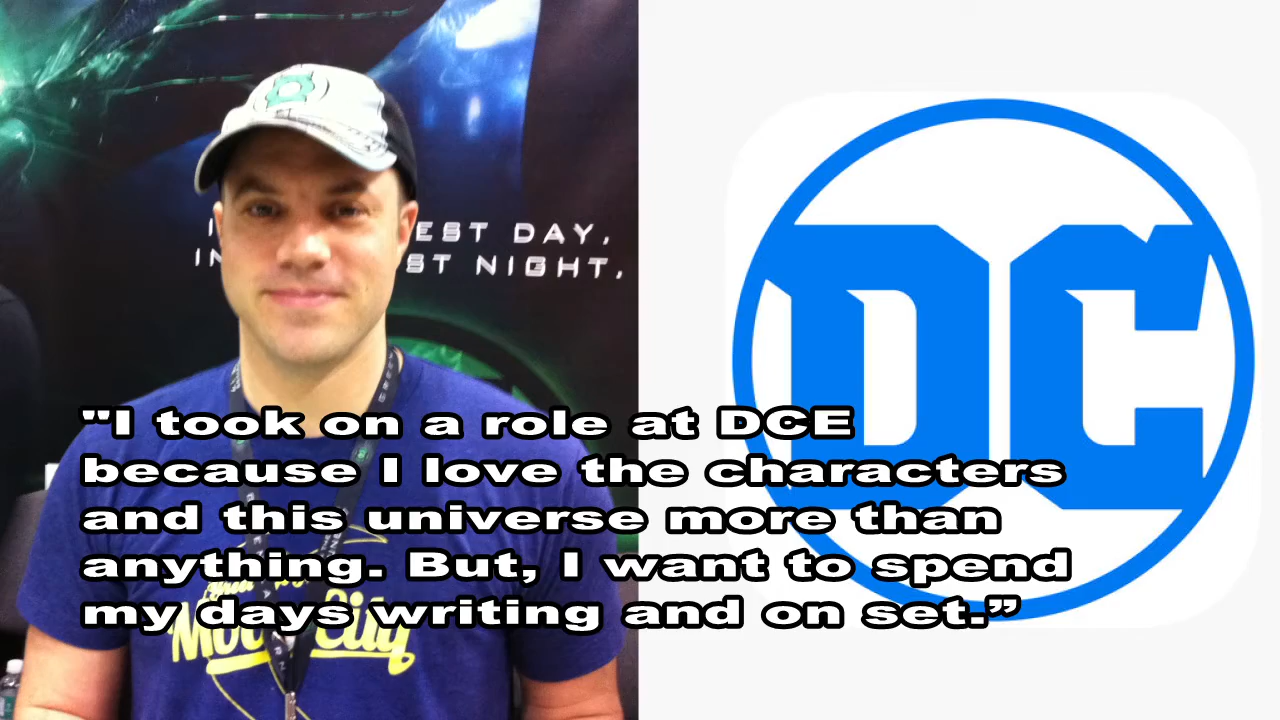 EST DAY,
ST NIGHT,
DC
"I took on a role at DCE
because I love the characters
and this universe more than
anything. But, I want to spend
my days writing and on set.”
City